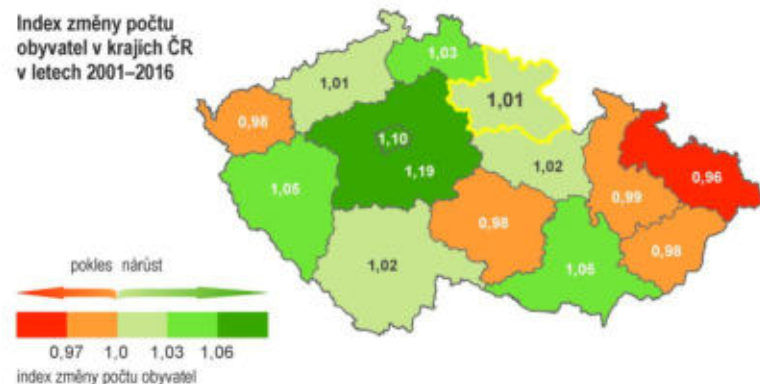 Index změny počtu
obyvatel v krajích ČR
v letech 2001–2016
1,03
1,01
1,01
0,98
1,10
1,19
1,02
0,96
0,99
1,05
0,98
0,98
1,02
1,05
pokles nárůst
0,97 1,0 1,03 1,06
index změny počtu obyvatel